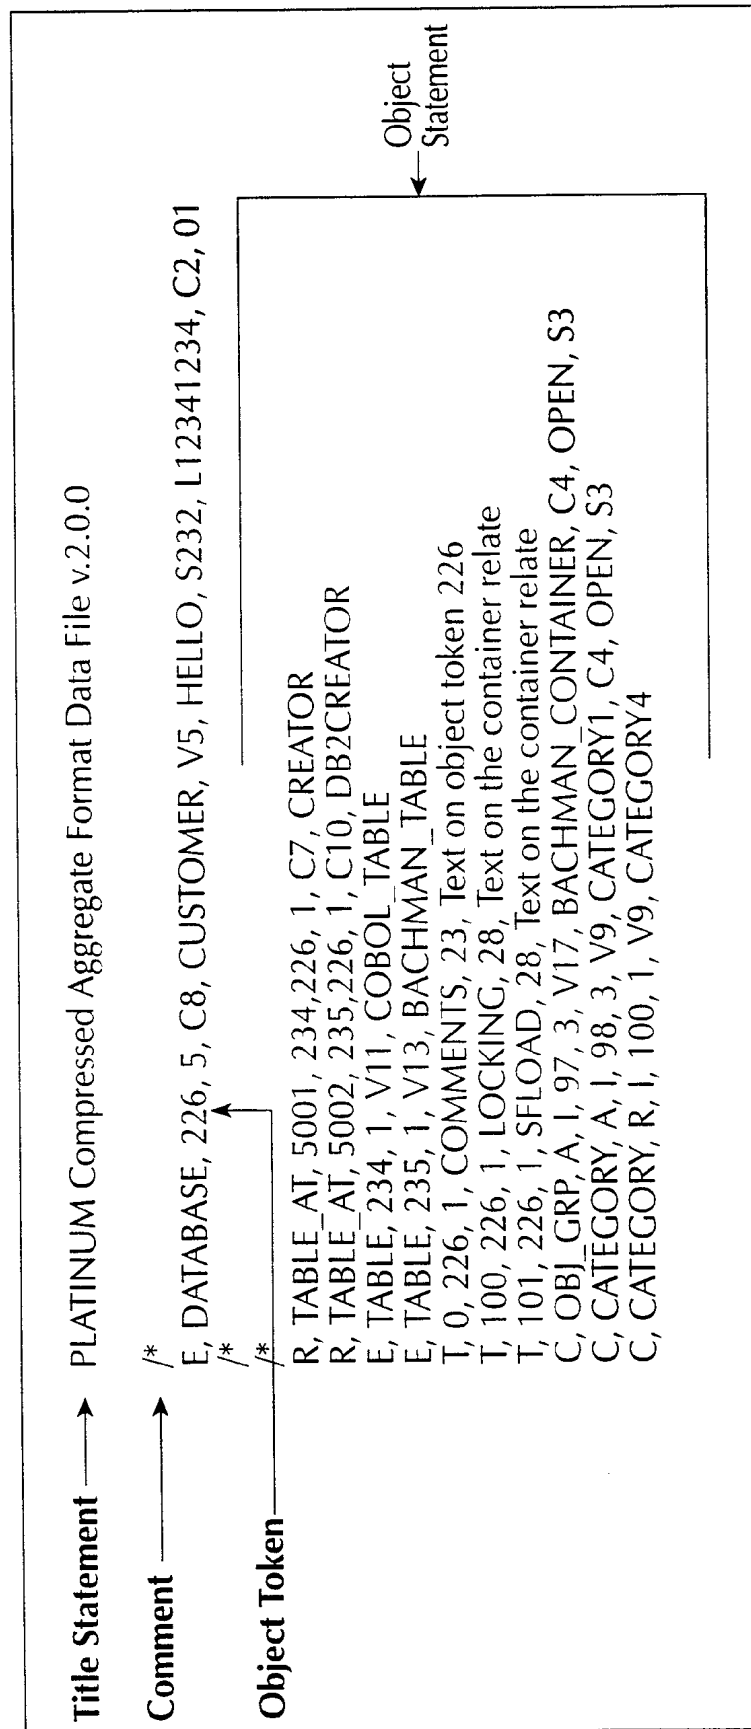 Title Statement
PLATINUM Compressed Aggregate Format Data File v.2.0.0
Comment
/*
E, DATABASE, 226, 5, C8, CUSTOMER, V5, HELLO, S232, L12341234, C2, 01
/*
/*
Object Token
R, TABLE_AT, 5001, 234,226, 1, C7, CREATOR
R, TABLE_AT, 5002, 235,226, 1, C10, DB2CREATOR
E, TABLE, 234, 1, V11, COBOL_TABLE
E, TABLE, 235, 1, V13, BACHMAN_TABLE
T, 0, 226, 1, COMMENTS, 23, Text on object token 226
T, 100, 226, 1, LOCKING, 28, Text on the container relate
T, 101, 226, 1, SFLOAD, 28, Text on the container relate
C, OBJ_GRP, A, I, 97, 3, V17, BACHMAN_CONTAINER, C4, OPEN, S3
C, CATEGORY, A, I, 98, 3, V9, CATEGORY1, C4, OPEN, S3
C, CATEGORY, R, I, 100, 1, V9, CATEGORY4
Object
Statement